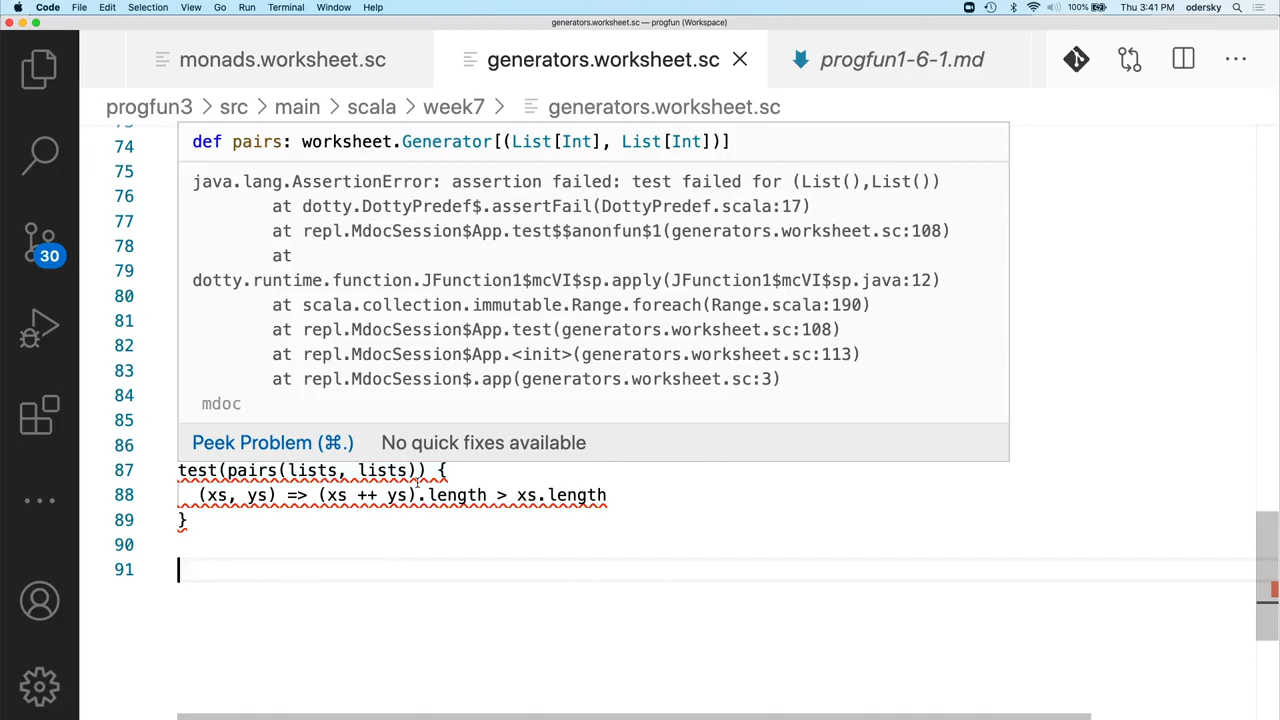 Code File Edit Selection View Go Run Terminal Window Help 100% Thu 3:41 PM odersky
generators.worksheet.sc — progfun (Workspace)
monads.worksheet.sc generators.worksheet.sc progfun1-6-1.md
progfun3 > src > main > scala > week7 > generators.worksheet.sc
74
75
76
77
78
79
80
81
82
83
84
85
86
def pairs: worksheet.Generator[(List[Int], List[Int])]
java.lang.AssertionError: assertion failed: test failed for (List(),List())
at dotty.DottyPredef$.assertFail(DottyPredef.scala:17)
at repl.MdocSession$App.test$$anonfun$1(generators.worksheet.sc:108)
at
dotty.runtime.function.JFunction1$mcVI$sp.apply(JFunction1$mcVI$sp.java:12)
at scala.collection.immutable.Range.foreach(Range.scala:190)
at repl.MdocSession$App.test(generators.worksheet.sc:108)
at repl.MdocSession$App.<init>(generators.worksheet.sc:113)
at repl.MdocSession$.app(generators.worksheet.sc:3)
mdoc
Peek Problem (⌘.) No quick fixes available
87 test(pairs(lists, lists)) {
88 (xs, ys) => (xs ++ ys).length > xs.length
89 }
90
91
30